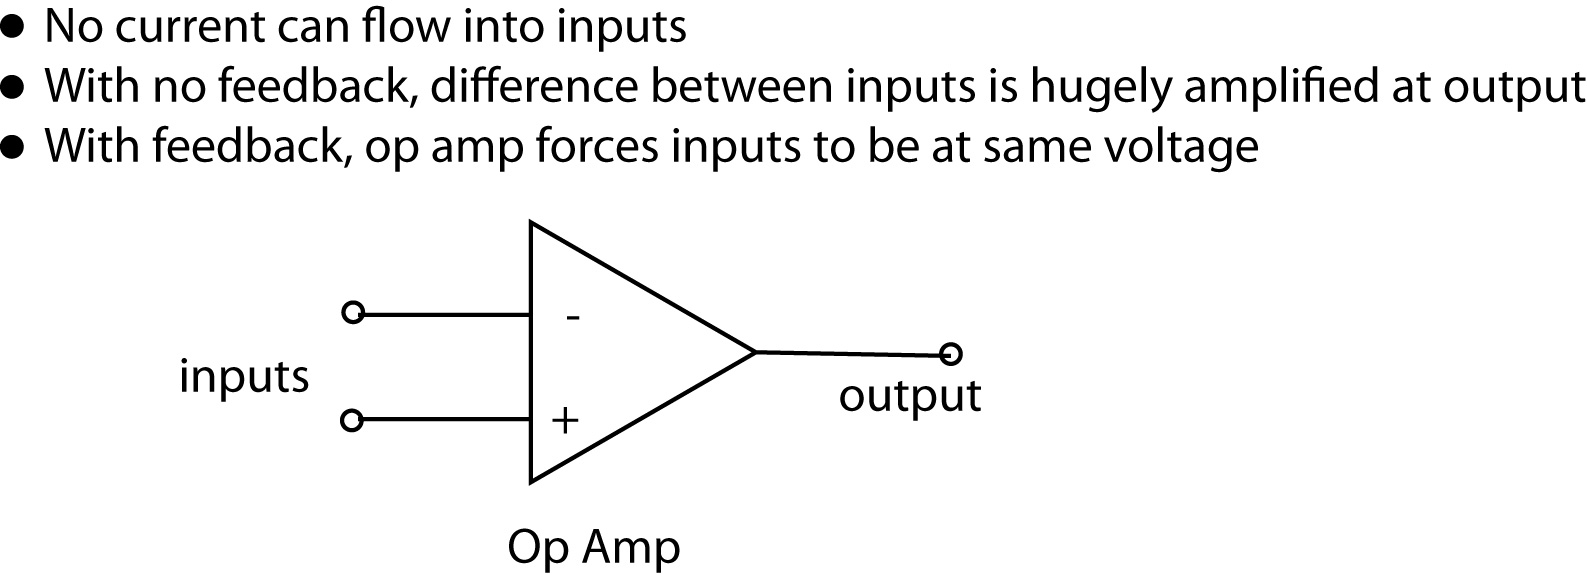 ● No current can flow into inputs
● With no feedback, difference between inputs is hugely amplified at output
● With feedback, op amp forces inputs to be at same voltage
-
inputs
+
output
Op Amp